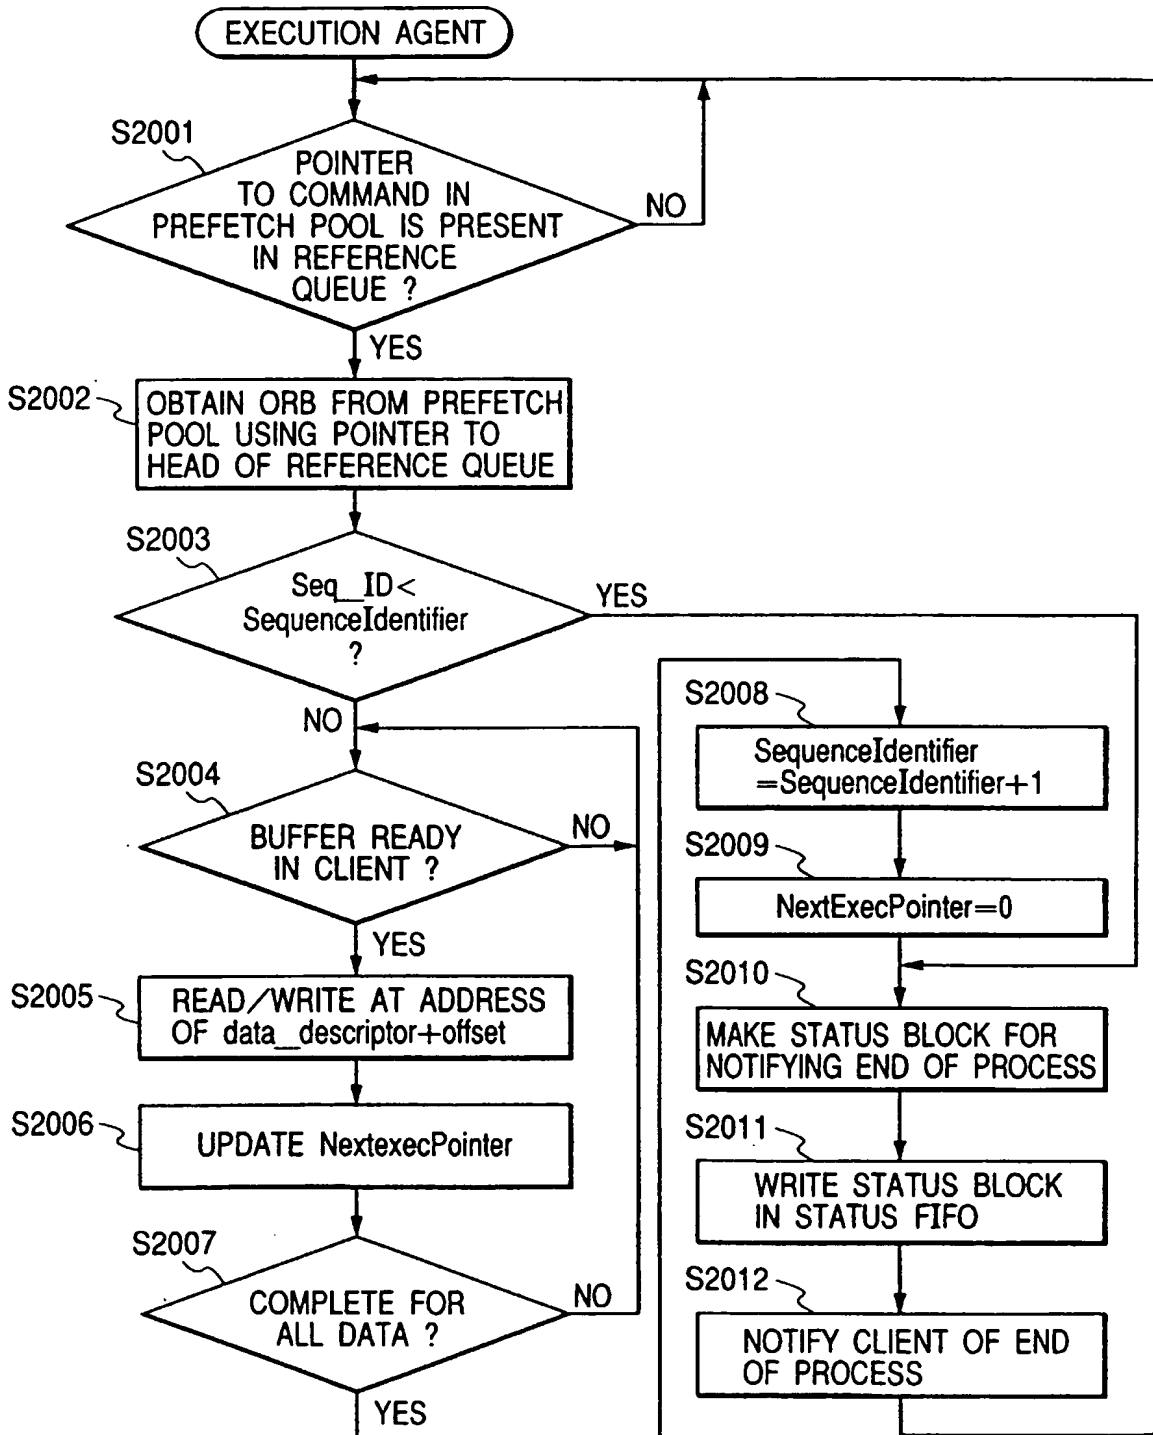 EXECUTION AGENT
S2001
POINTER
TO COMMAND IN
PREFETCH POOL IS PRESENT
IN REFERENCE
QUEUE ?
NO
YES
S2002
OBTAIN ORB FROM PREFETCH
POOL USING POINTER TO
HEAD OF REFERENCE QUEUE
S2003
Seq_ID<
SequenceIdentifier
?
YES
NO
S2004
BUFFER READY
IN CLIENT ?
NO
YES
S2005
READ/WRITE AT ADDRESS
OF data_descriptor+offset
S2006
UPDATE NextexecPointer
S2007
COMPLETE FOR
ALL DATA ?
NO
YES
S2008
SequenceIdentifier
=SequenceIdentifier+1
S2009
NextExecPointer=0
S2010
MAKE STATUS BLOCK FOR
NOTIFYING END OF PROCESS
S2011
WRITE STATUS BLOCK
IN STATUS FIFO
S2012
NOTIFY CLIENT OF END
OF PROCESS